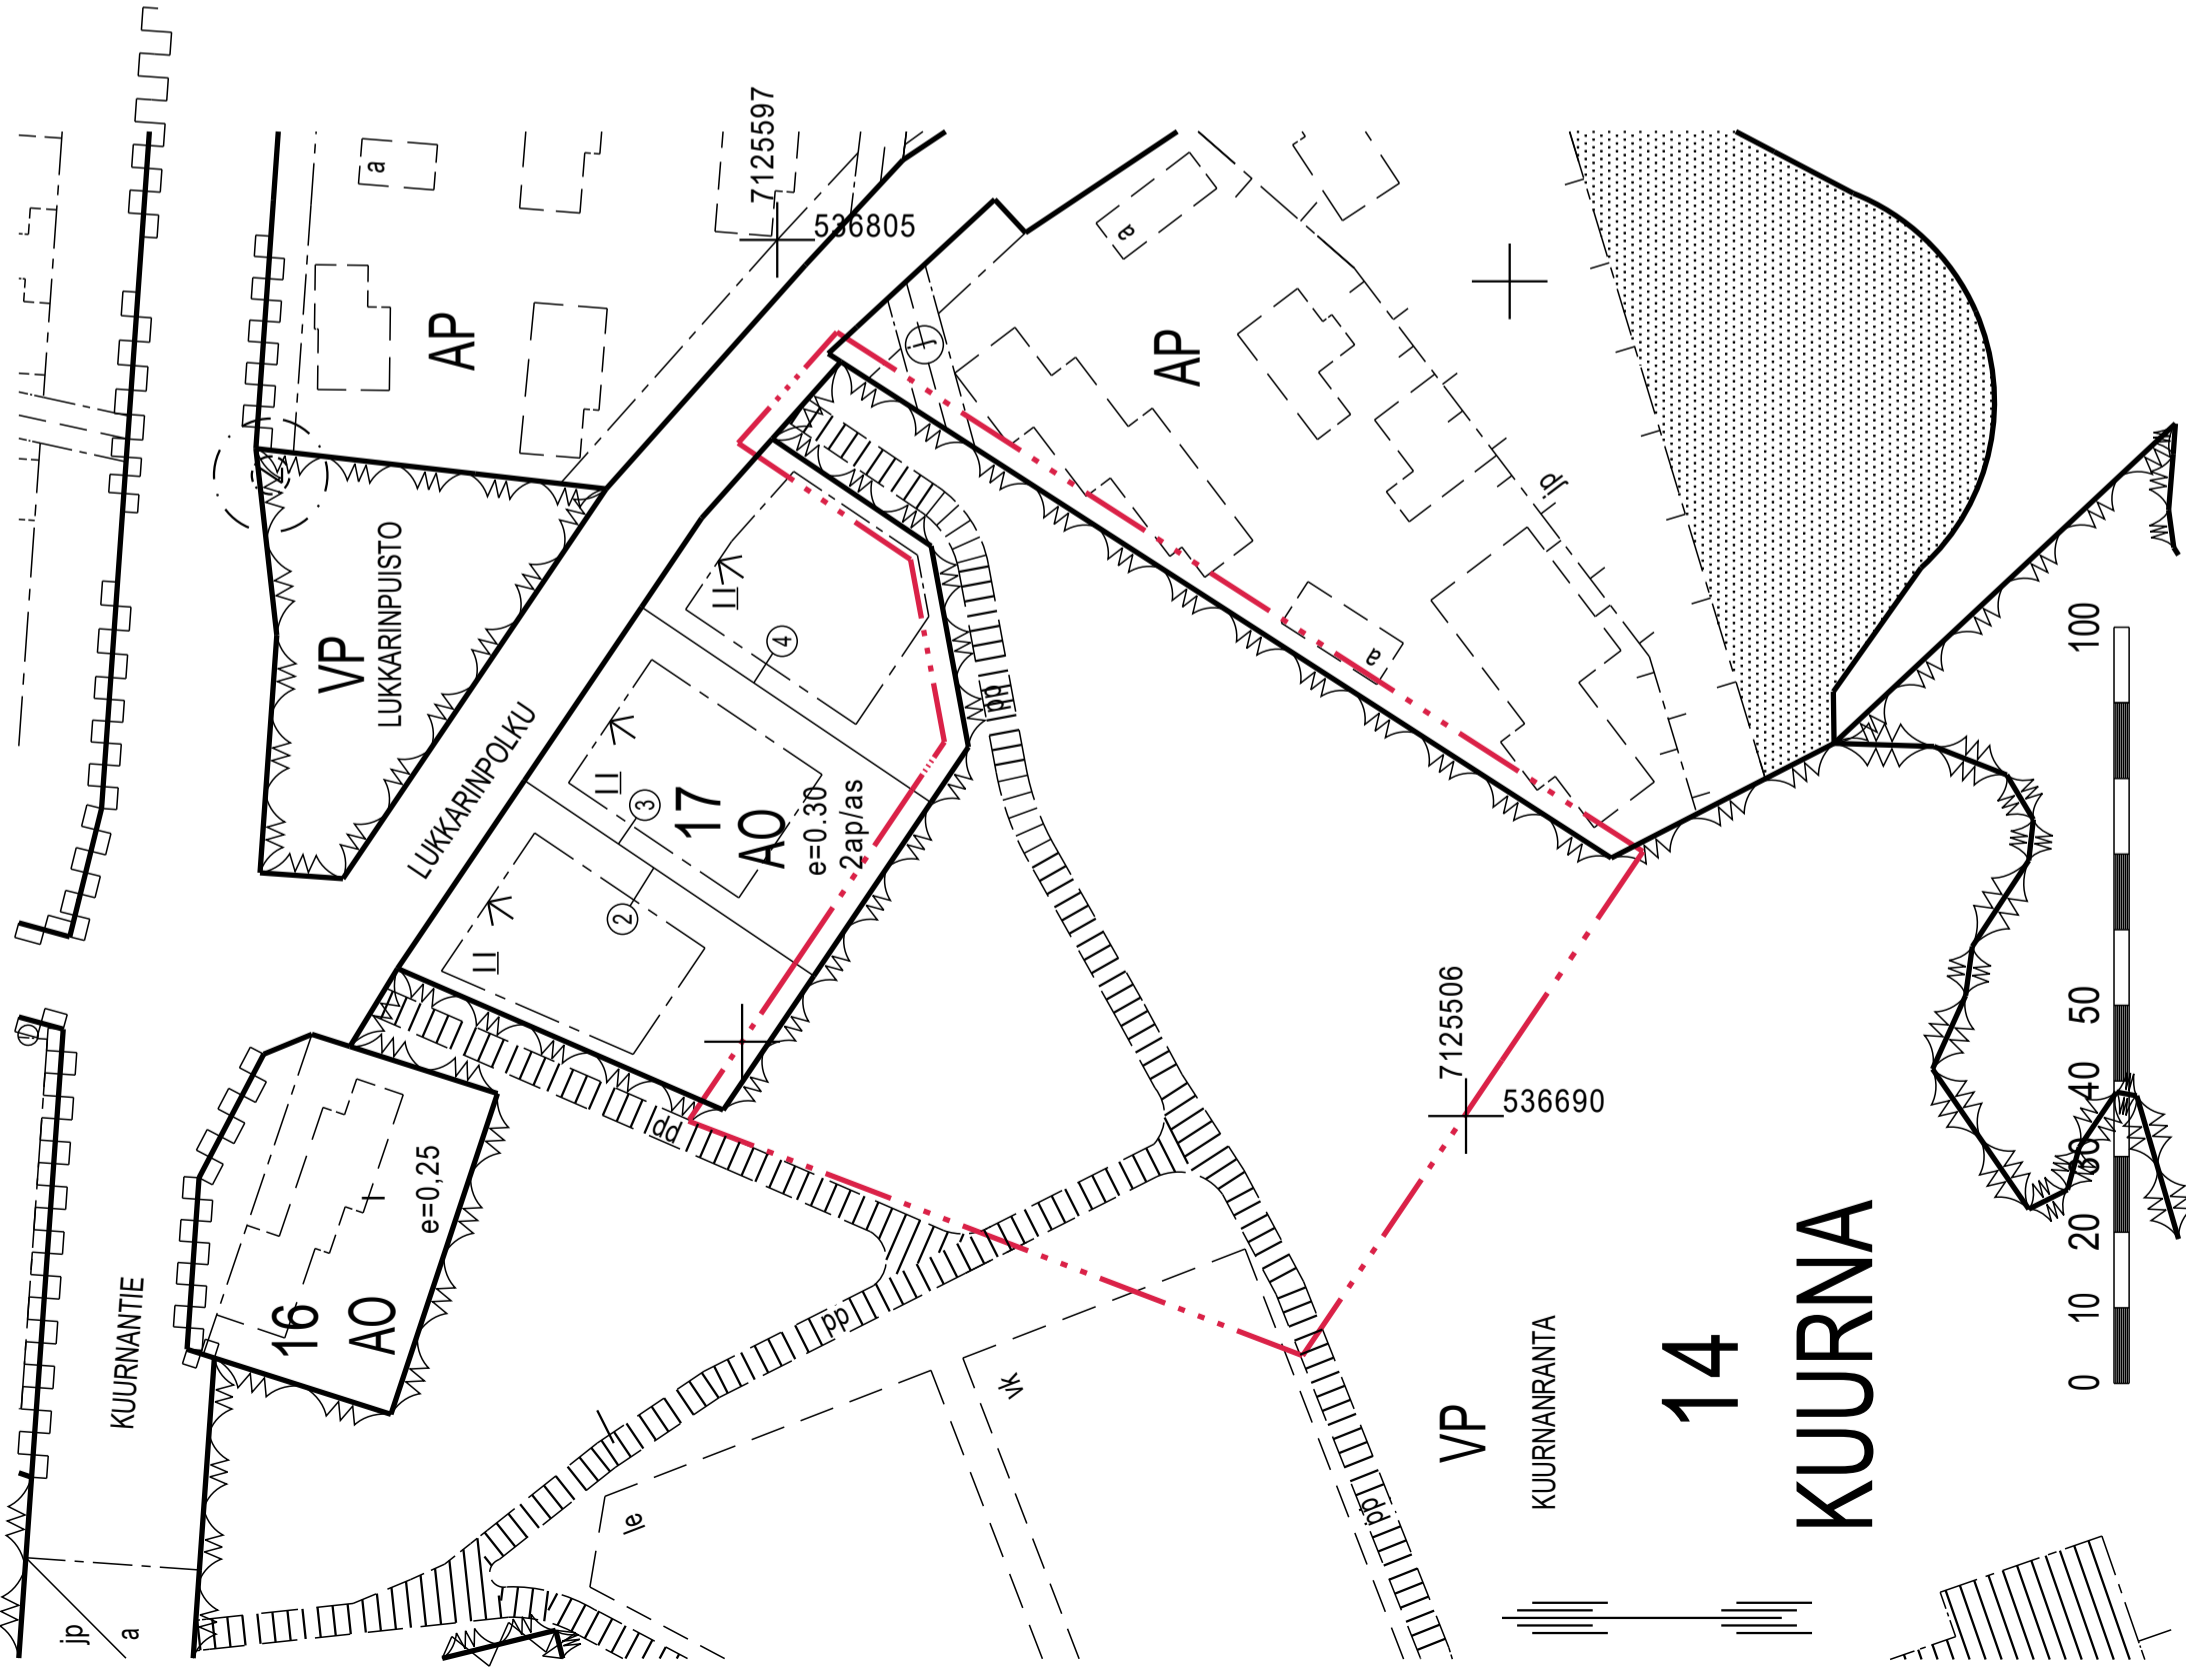 7125597
536805
a
AP
VP
LUKKARINPUISTO
LUKKARINPOLKU
j
a
AP
jp
a
II
4
II
3
17
AO
e=0.30
2ap/as
II
2
pp
pp
KUURNANTIE
16
AO
I
e=0,25
pp
le
vk
jp
a
7125506
536690
VP
KUURNANRANTA
14
KUURNA
0
10
20
30
40
50
100